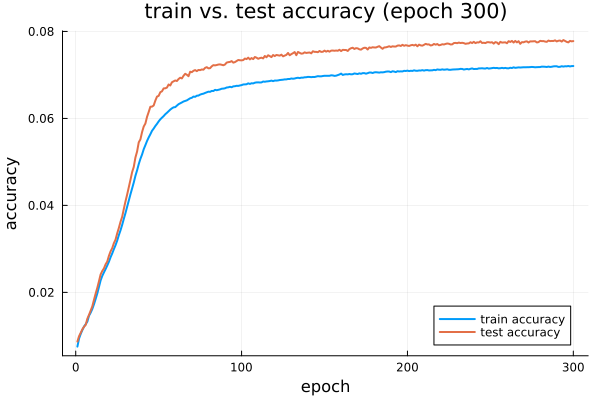 train vs. test accuracy (epoch 300)
0.08
0.06
0.04
0.02
accuracy
0
100
200
300
epoch
train accuracy
test accuracy